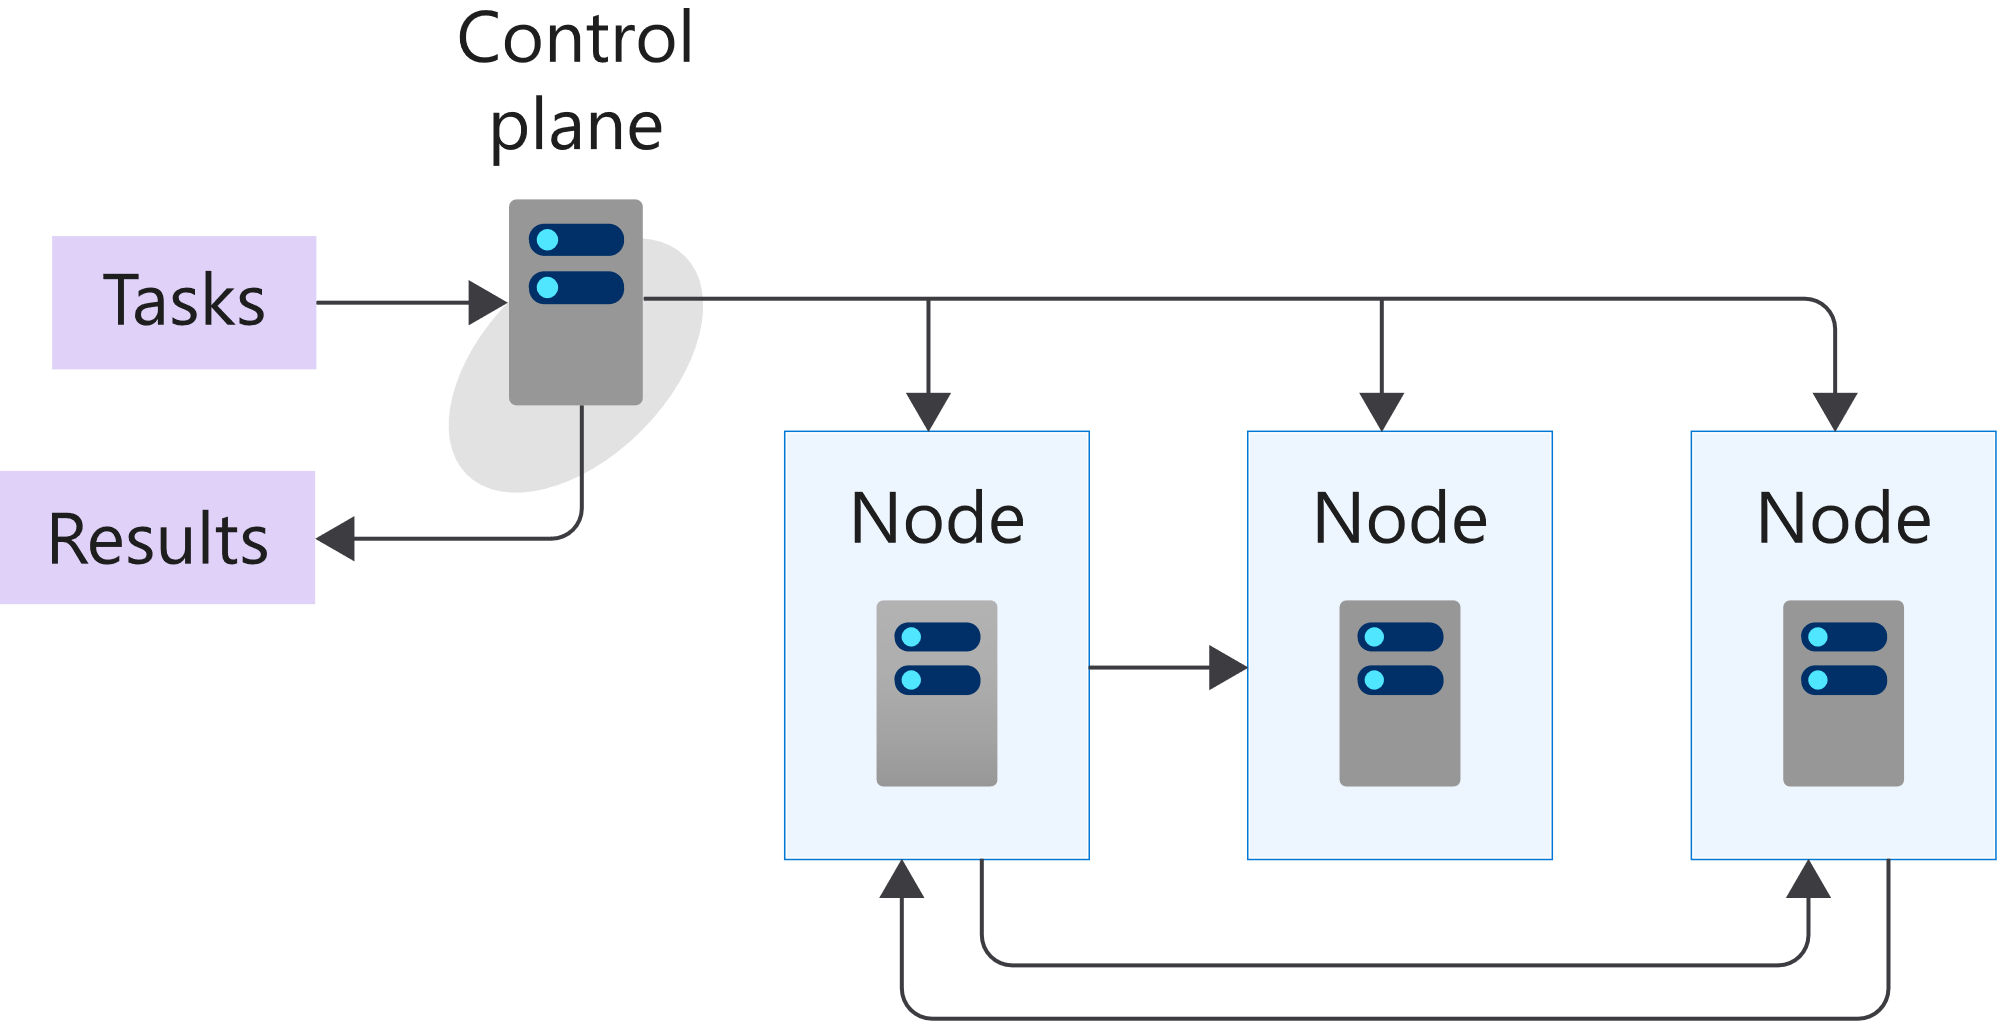 Control
plane
Tasks
Results
Node
Node
Node